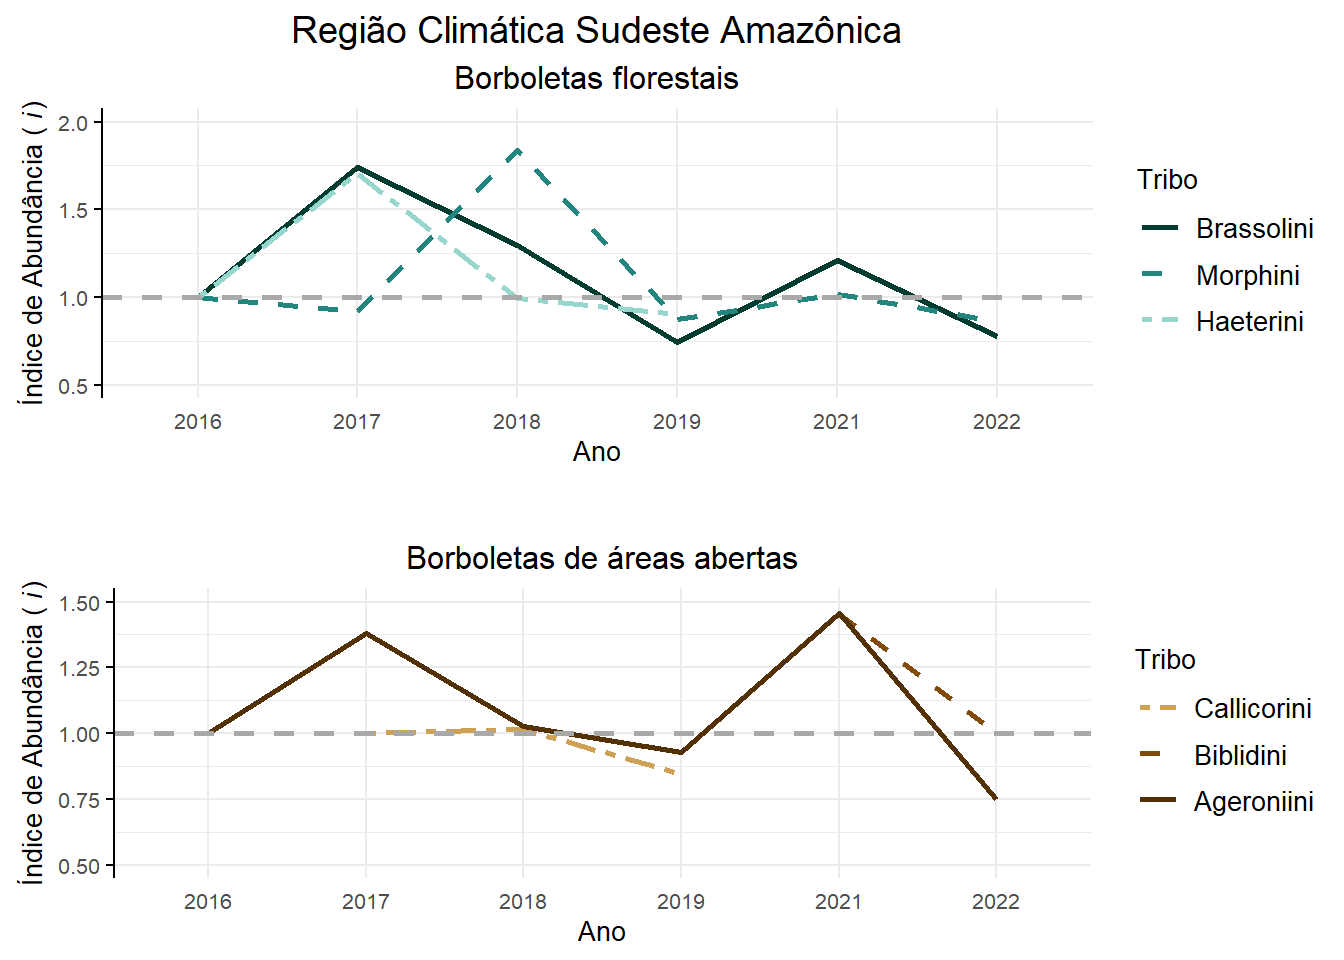 Região Climática Sudeste Amazônica
Borboletas florestais
Índice de Abundância ( i)
2.0
1.5
1.0
0.5
2016 2017 2018 2019 2021 2022
Ano
Tribo
Brassolini
Morphini
Haeterini
Borboletas de áreas abertas
Índice de Abundância ( i)
1.50
1.25
1.00
0.75
0.50
2016 2017 2018 2019 2021 2022
Ano
Tribo
Callicorini
Biblidini
Ageroniini